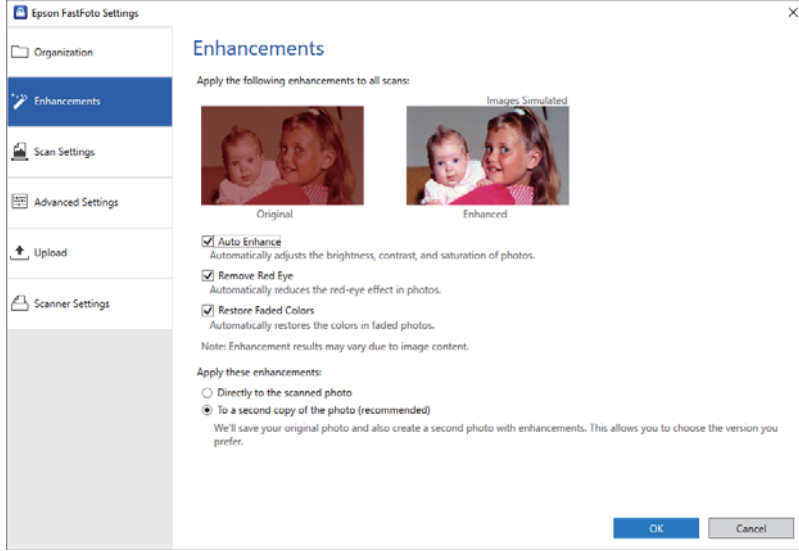 Epson FastFoto Settings
Organization
Enhancements
Scan Settings
Advanced Settings
Upload
Scanner Settings
Enhancements
Apply the following enhancements to all scans:
Images Simulated
Original
Enhanced
Auto Enhance
Automatically adjusts the brightness, contrast, and saturation of photos.
Remove Red Eye
Automatically reduces the red-eye effect in photos.
Restore Faded Colors
Automatically restores the colors in faded photos.
Note: Enhancement results may vary due to image content.
Apply these enhancements:
Directly to the scanned photo
To a second copy of the photo (recommended)
We'll save your original photo and also create a second photo with enhancements. This allows you to choose the version you
prefer.
OK
Cancel